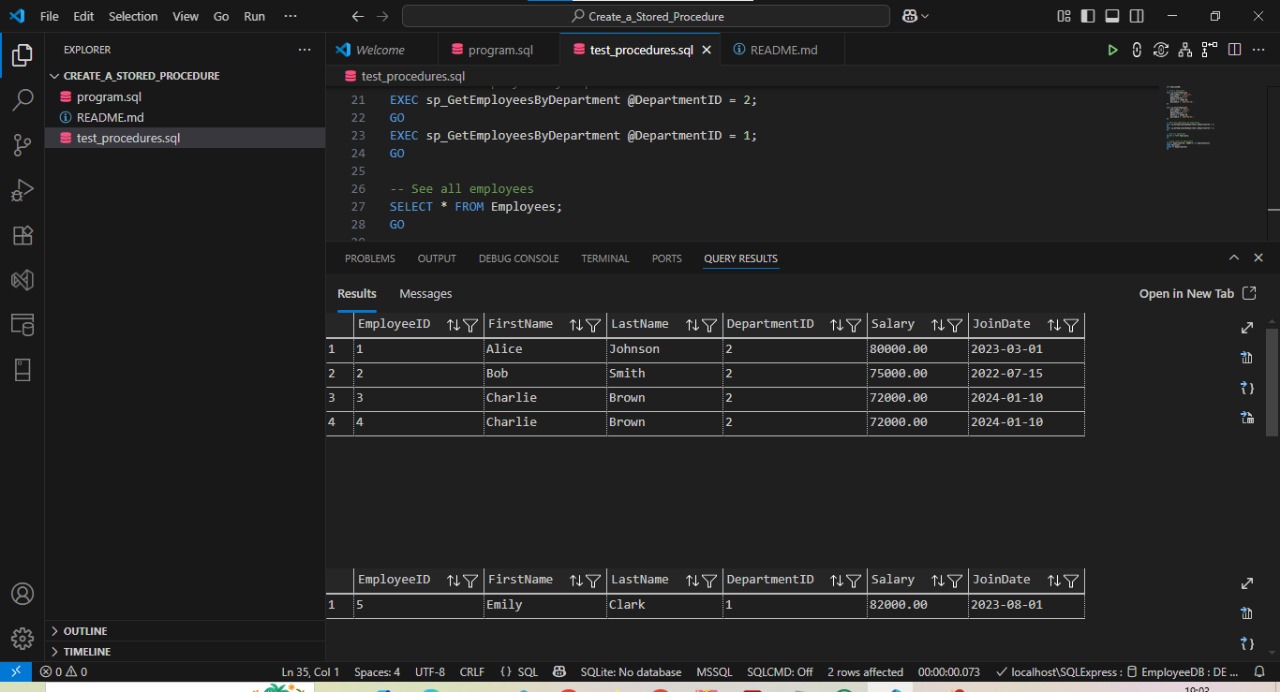 File Edit Selection View Go Run ··· Create_a_Stored_Procedure
EXPLORER ···
CREATE_A_STORED_PROCEDURE
program.sql
README.md
test_procedures.sql
OUTLINE
TIMELINE
Welcome program.sql test_procedures.sql README.md
test_procedures.sql
21 EXEC sp_GetEmployeesByDepartment @DepartmentID = 2;
22 GO
23 EXEC sp_GetEmployeesByDepartment @DepartmentID = 1;
24 GO
25
26 -- See all employees
27 SELECT * FROM Employees;
28 GO
PROBLEMS OUTPUT DEBUG CONSOLE TERMINAL PORTS QUERY RESULTS
Results Messages Open in New Tab
EmployeeID FirstName LastName DepartmentID Salary JoinDate
1 1 Alice Johnson 2 80000.00 2023-03-01
2 2 Bob Smith 2 75000.00 2022-07-15
3 3 Charlie Brown 2 72000.00 2024-01-10
4 4 Charlie Brown 2 72000.00 2024-01-10
EmployeeID FirstName LastName DepartmentID Salary JoinDate
1 5 Emily Clark 1 82000.00 2023-08-01
0 0 Ln 35, Col 1 Spaces: 4 UTF-8 CRLF {} SQL SQLite: No database MSSQL SQLCMD: Off 2 rows affected 00:00:00.073 localhost\SQLExpress : EmployeeDB : DE ...